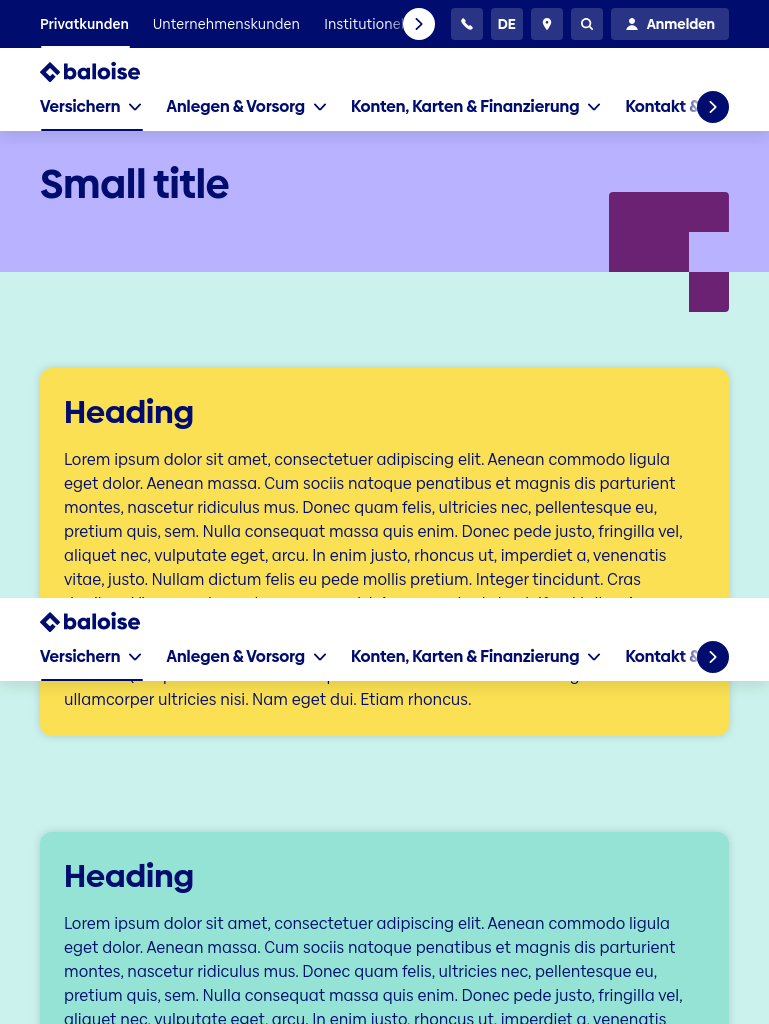 Privatkunden Unternehmenskunden Institutione
DE Anmelden
baloise
Versichern Anlegen & Vorsorg Konten, Karten & Finanzierung Kontakt &
Small title
Heading
Lorem ipsum dolor sit amet, consectetuer adipiscing elit. Aenean commodo ligula
eget dolor. Aenean massa. Cum sociis natoque penatibus et magnis dis parturient
montes, nascetur ridiculus mus. Donec quam felis, ultricies nec, pellentesque eu,
pretium quis, sem. Nulla consequat massa quis enim. Donec pede justo, fringilla vel,
aliquet nec, vulputate eget, arcu. In enim justo, rhoncus ut, imperdiet a, venenatis
vitae, justo. Nullam dictum felis eu pede mollis pretium. Integer tincidunt. Cras
baloise
Versichern Anlegen & Vorsorg Konten, Karten & Finanzierung Kontakt &
ullamcorper ultricies nisi. Nam eget dui. Etiam rhoncus.
Heading
Lorem ipsum dolor sit amet, consectetuer adipiscing elit. Aenean commodo ligula
eget dolor. Aenean massa. Cum sociis natoque penatibus et magnis dis parturient
montes, nascetur ridiculus mus. Donec quam felis, ultricies nec, pellentesque eu,
pretium quis, sem. Nulla consequat massa quis enim. Donec pede justo, fringilla vel,
aliquet nec, vulputate eget, arcu. In enim justo, rhoncus ut, imperdiet a, venenatis